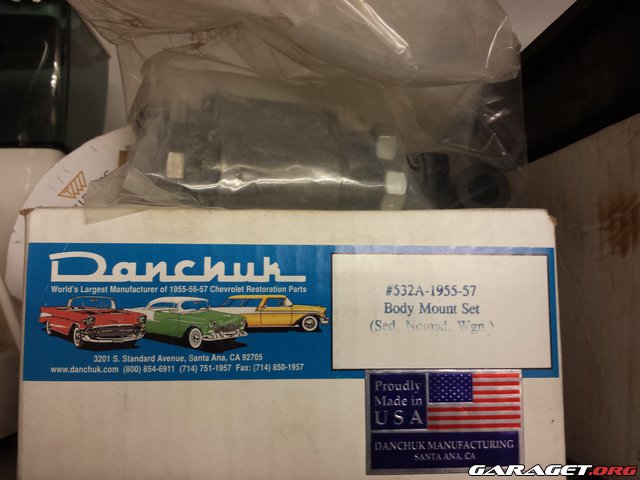 Danchuk
World's Largest Manufacturer of 1955-56-57 Chevrolet Restoration Parts
3201 S. Standard Avenue, Santa Ana, CA 92705
www.danchuk.com (800) 854-6911 (714) 751-1957 Fax: (714) 850-1957
#532A-1955-57
Body Mount Set
(Sed, Nomad, Wgn)
Proudly
Made in
USA
DANCHUK MANUFACTURING
SANTA ANA, CA
GARAGET.ORG